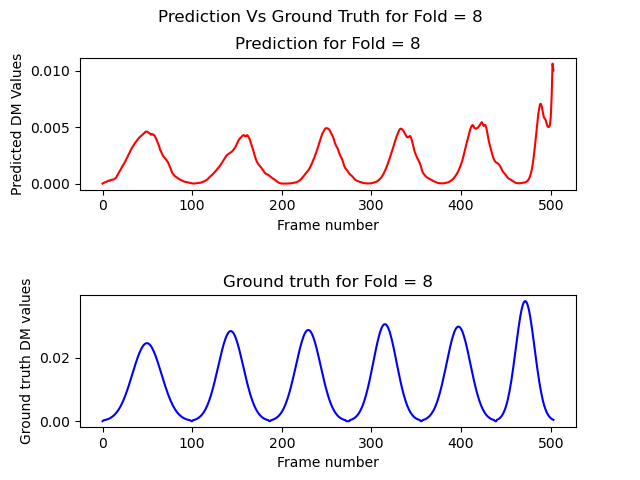 Prediction Vs Ground Truth for Fold = 8
Prediction for Fold = 8
Predicted DM Values
0.010
0.005
0.000
0 100 200 300 400 500
Frame number
Ground truth for Fold = 8
Ground truth DM values
0.02
0.00
0 100 200 300 400 500
Frame number